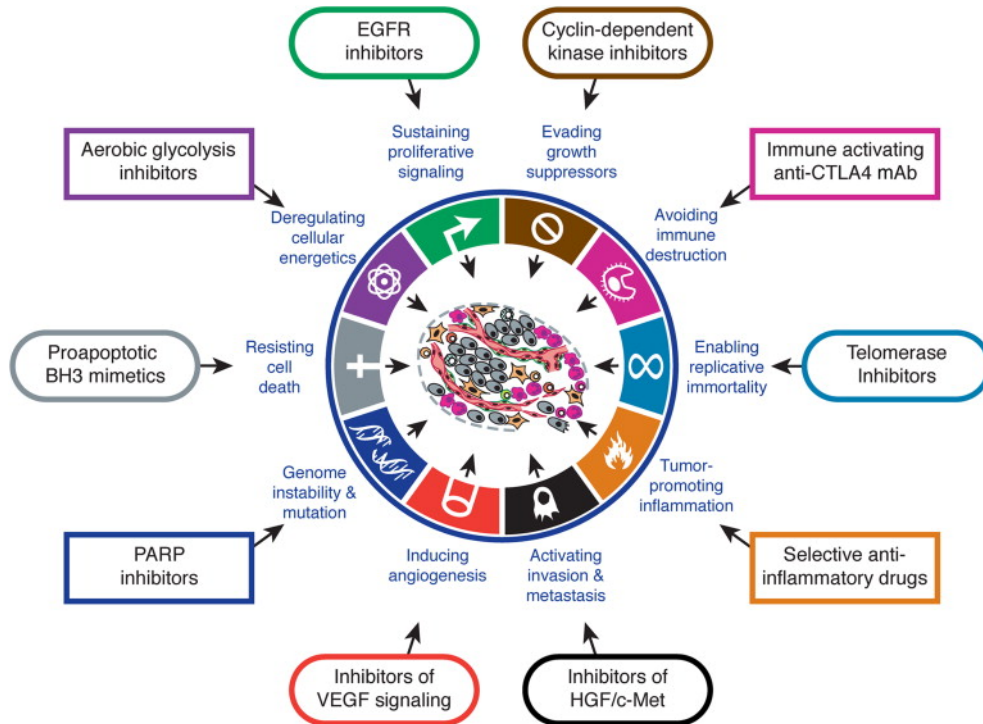 EGFR
inhibitors
Cyclin-dependent
kinase inhibitors
Sustaining
proliferative
signaling
Evading
growth
suppressors
Aerobic glycolysis
inhibitors
Immune activating
anti-CTLA4 mAb
Deregulating
cellular
energetics
Avoiding
immune
destruction
Proapoptotic
BH3 mimetics
Resisting
cell
death
Enabling
replicative
immortality
Telomerase
Inhibitors
Genome
instability &
mutation
Tumor-
promoting
inflammation
PARP
inhibitors
Inducing
angiogenesis
Activating
invasion &
metastasis
Selective anti-
inflammatory drugs
Inhibitors of
VEGF signaling
Inhibitors of
HGF/c-Met